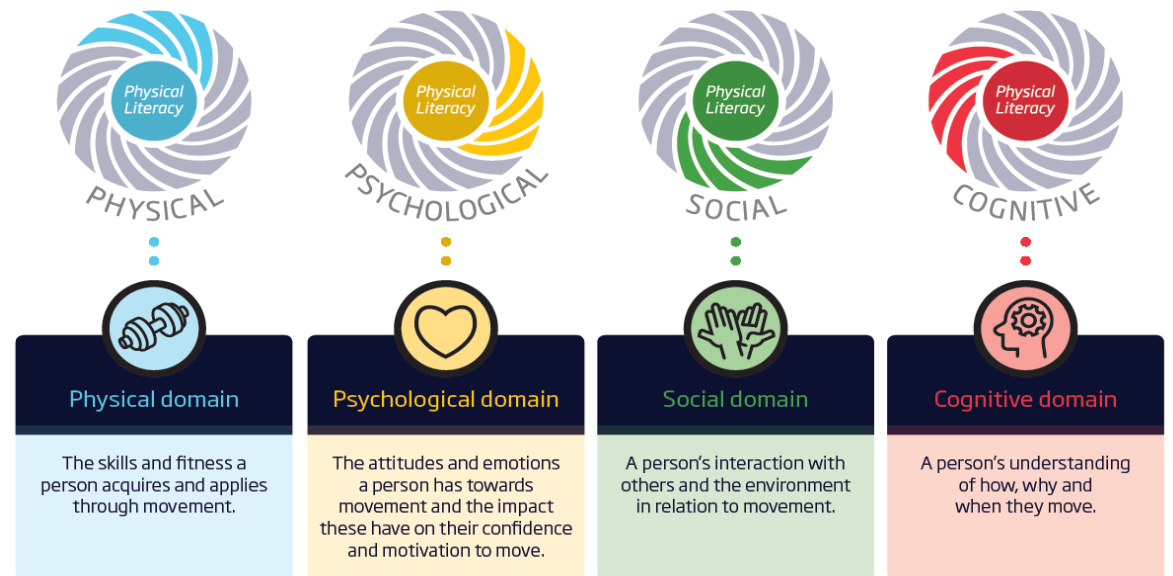 Physical
Literacy
PHYSICAL
Physical
Literacy
PSYCHOLOGICAL
Physical
Literacy
SOCIAL
Physical
Literacy
COGNITIVE
Physical domain
The skills and fitness a
person acquires and applies
through movement.
Psychological domain
The attitudes and emotions
a person has towards
movement and the impact
these have on their confidence
and motivation to move.
Social domain
A person's interaction with
others and the environment
in relation to movement.
Cognitive domain
A person's understanding
of how, why and
when they move.